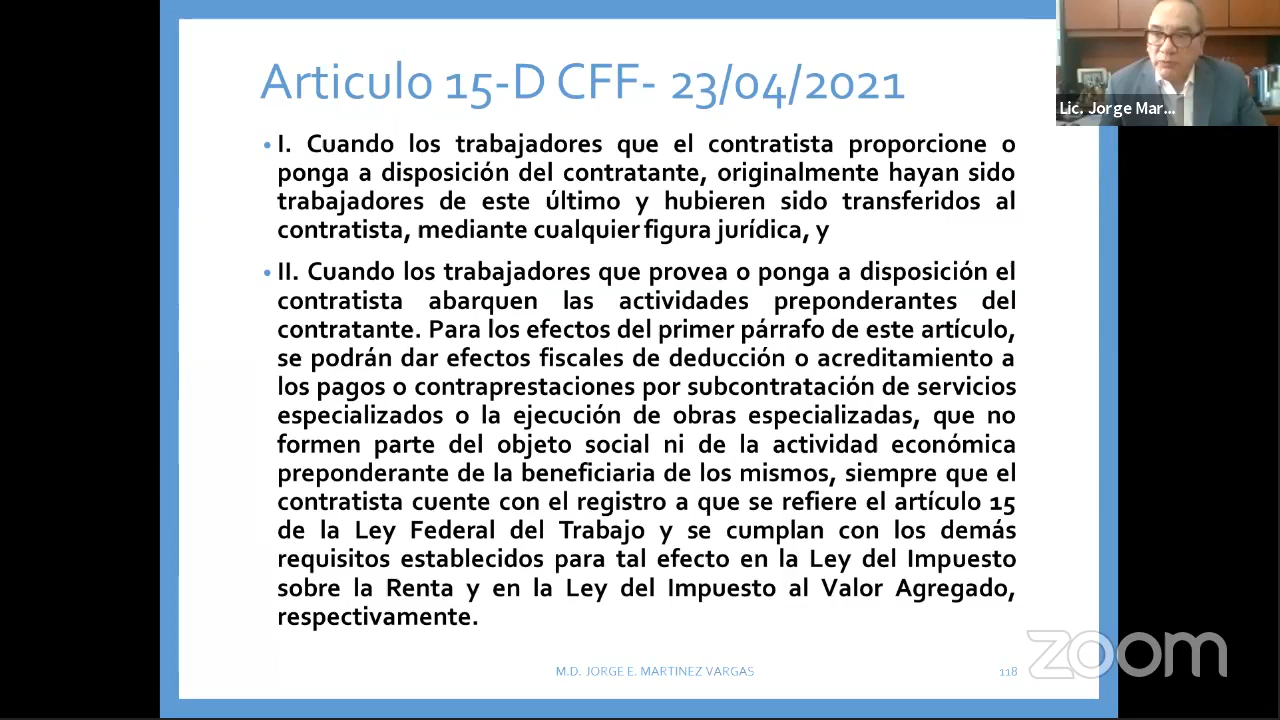 Articulo 15-D CFF- 23/04/2021
Lic. Jorge Mar...
• I. Cuando los trabajadores que el contratista proporcione o
ponga a disposición del contratante, originalmente hayan sido
trabajadores de este último y hubieren sido transferidos al
contratista, mediante cualquier figura jurídica, y
• II. Cuando los trabajadores que provea o ponga a disposición el
contratista abarquen las actividades preponderantes del
contratante. Para los efectos del primer párrafo de este artículo,
se podrán dar efectos fiscales de deducción o acreditamiento a
los pagos o contraprestaciones por subcontratación de servicios
especializados o la ejecución de obras especializadas, que no
formen parte del objeto social ni de la actividad económica
preponderante de la beneficiaria de los mismos, siempre que el
contratista cuente con el registro a que se refiere el artículo 15
de la Ley Federal del Trabajo y se cumplan con los demás
requisitos establecidos para tal efecto en la Ley del Impuesto
sobre la Renta y en la Ley del Impuesto al Valor Agregado,
respectivamente.
M.D. JORGE E. MARTINEZ VARGAS
118
zoom